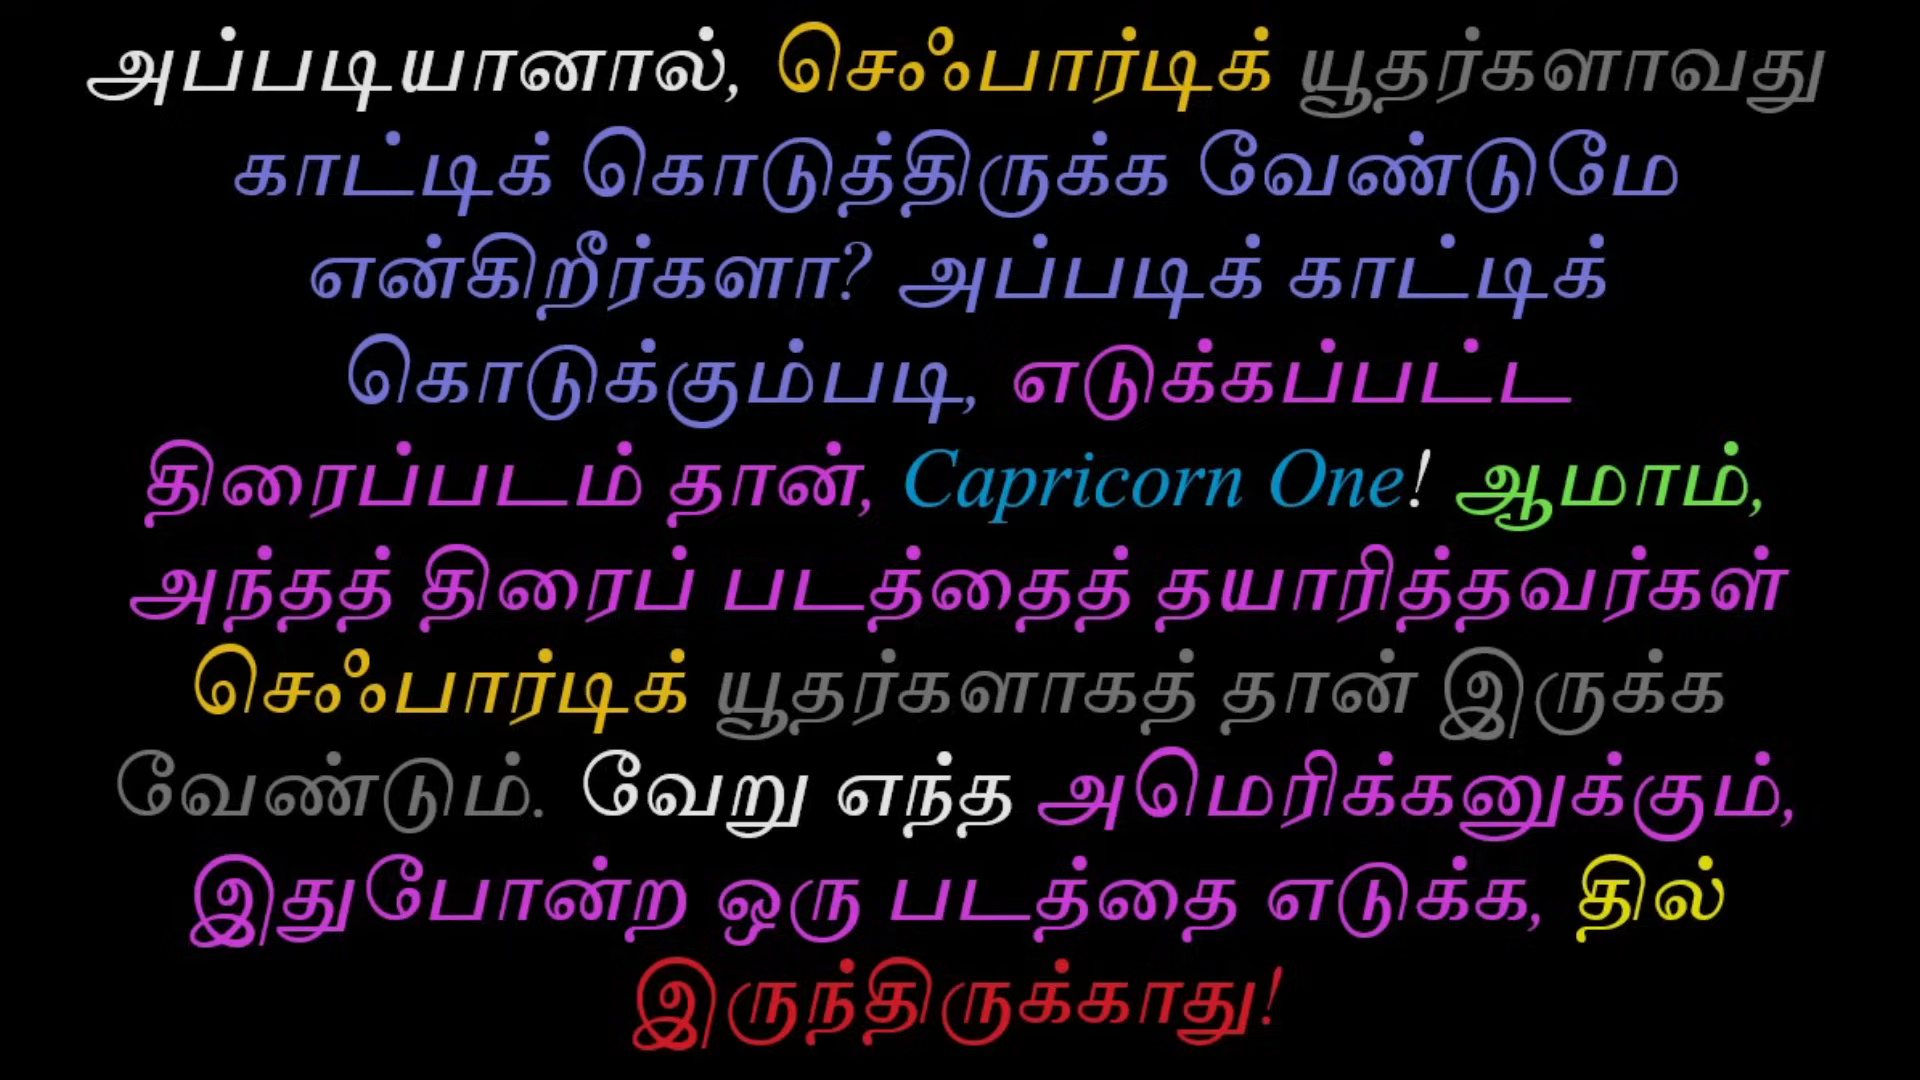 அப்படியானால், செஃபார்டிக் யூதர்களாவது
காட்டிக் கொடுத்திருக்க வேண்டுமே
என்கிறீர்களா? அப்படிக் காட்டிக்
கொடுக்கும்படி, எடுக்கப்பட்ட
திரைப்படம் தான், Capricorn One! ஆமாம்,
அந்தத் திரைப் படத்தைத் தயாரித்தவர்கள்
செஃபார்டிக் யூதர்களாகத் தான் இருக்க
வேண்டும். வேறு எந்த அமெரிக்கனுக்கும்,
இதுபோன்ற ஒரு படத்தை எடுக்க, தில்
இருந்திருக்காது!